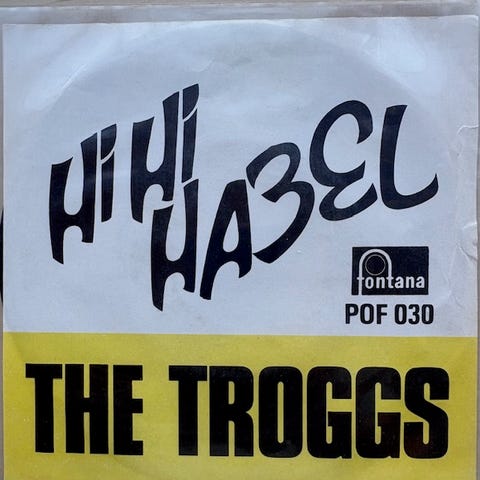 Hi Hi
HAZEL
fontana
POF 030
THE TROGGS